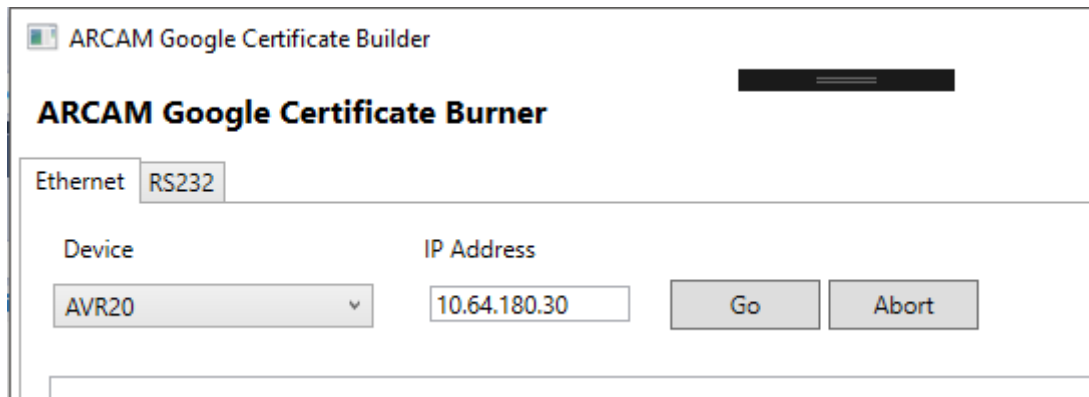 ARCAM Google Certificate Builder
ARCAM Google Certificate Burner
Ethernet RS232
Device IP Address
AVR20 10.64.180.30 Go Abort